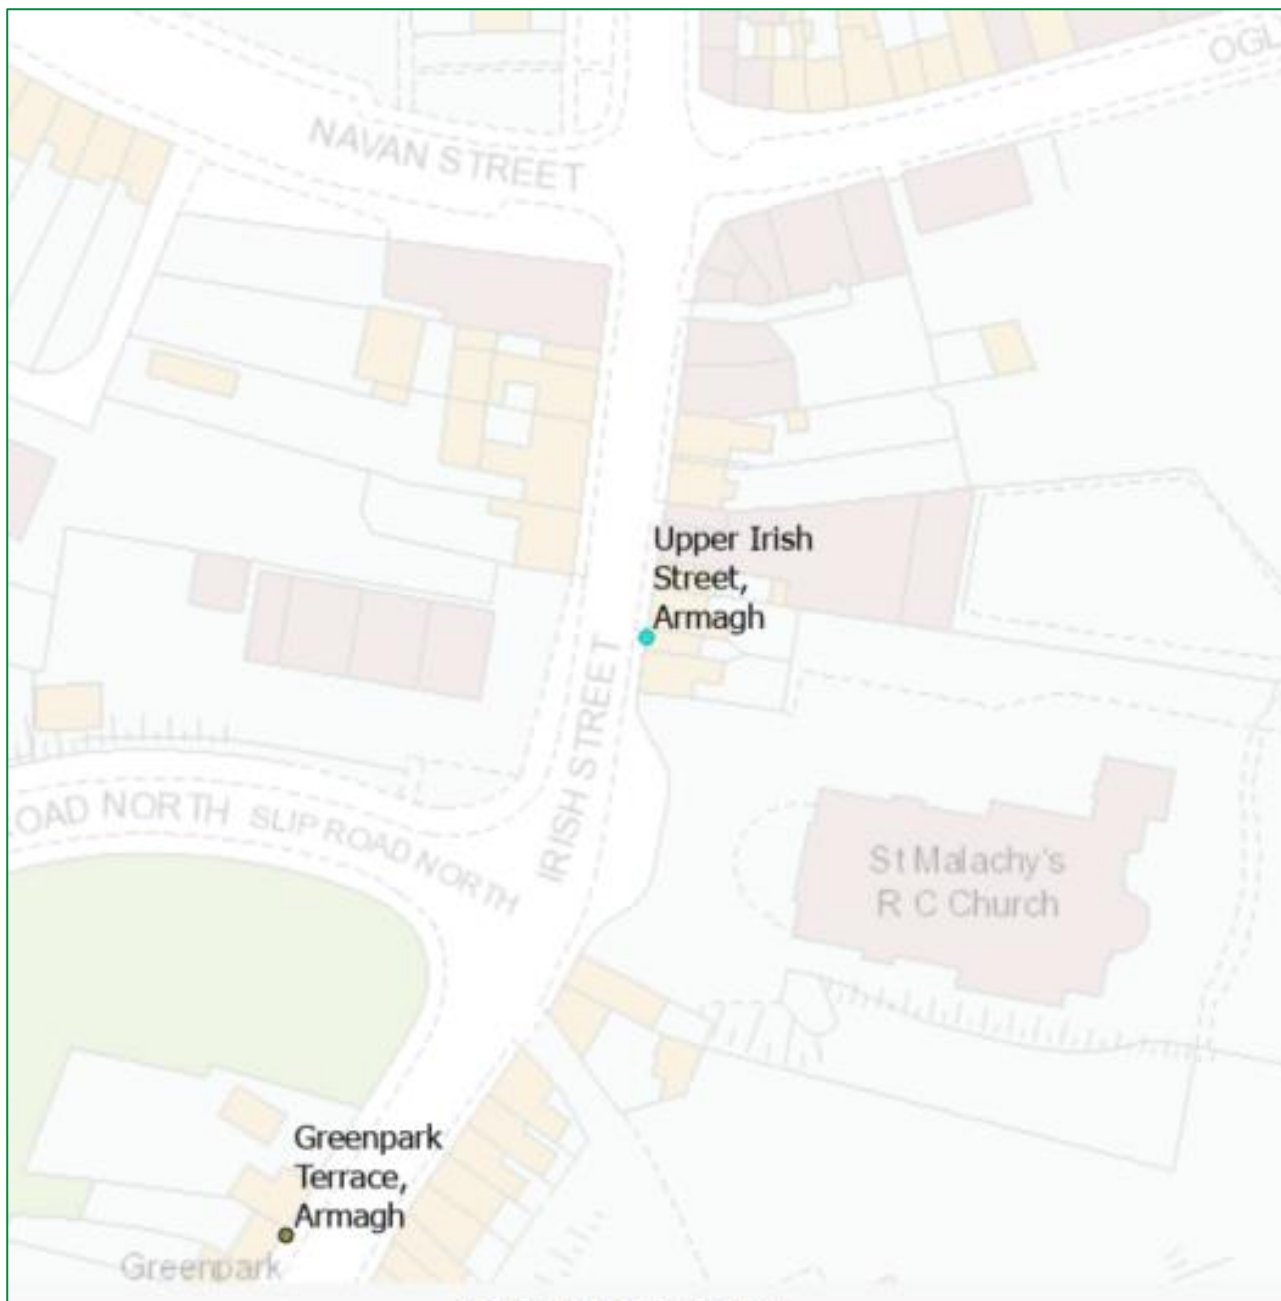 OGL
NAVAN STREET
Upper Irish
Street,
Armagh
IRISH STREET
OAD NORTH
SLIP ROAD NORTH
St Malachy's
R C Church
Greenpark
Terrace,
Armagh
Greenpark